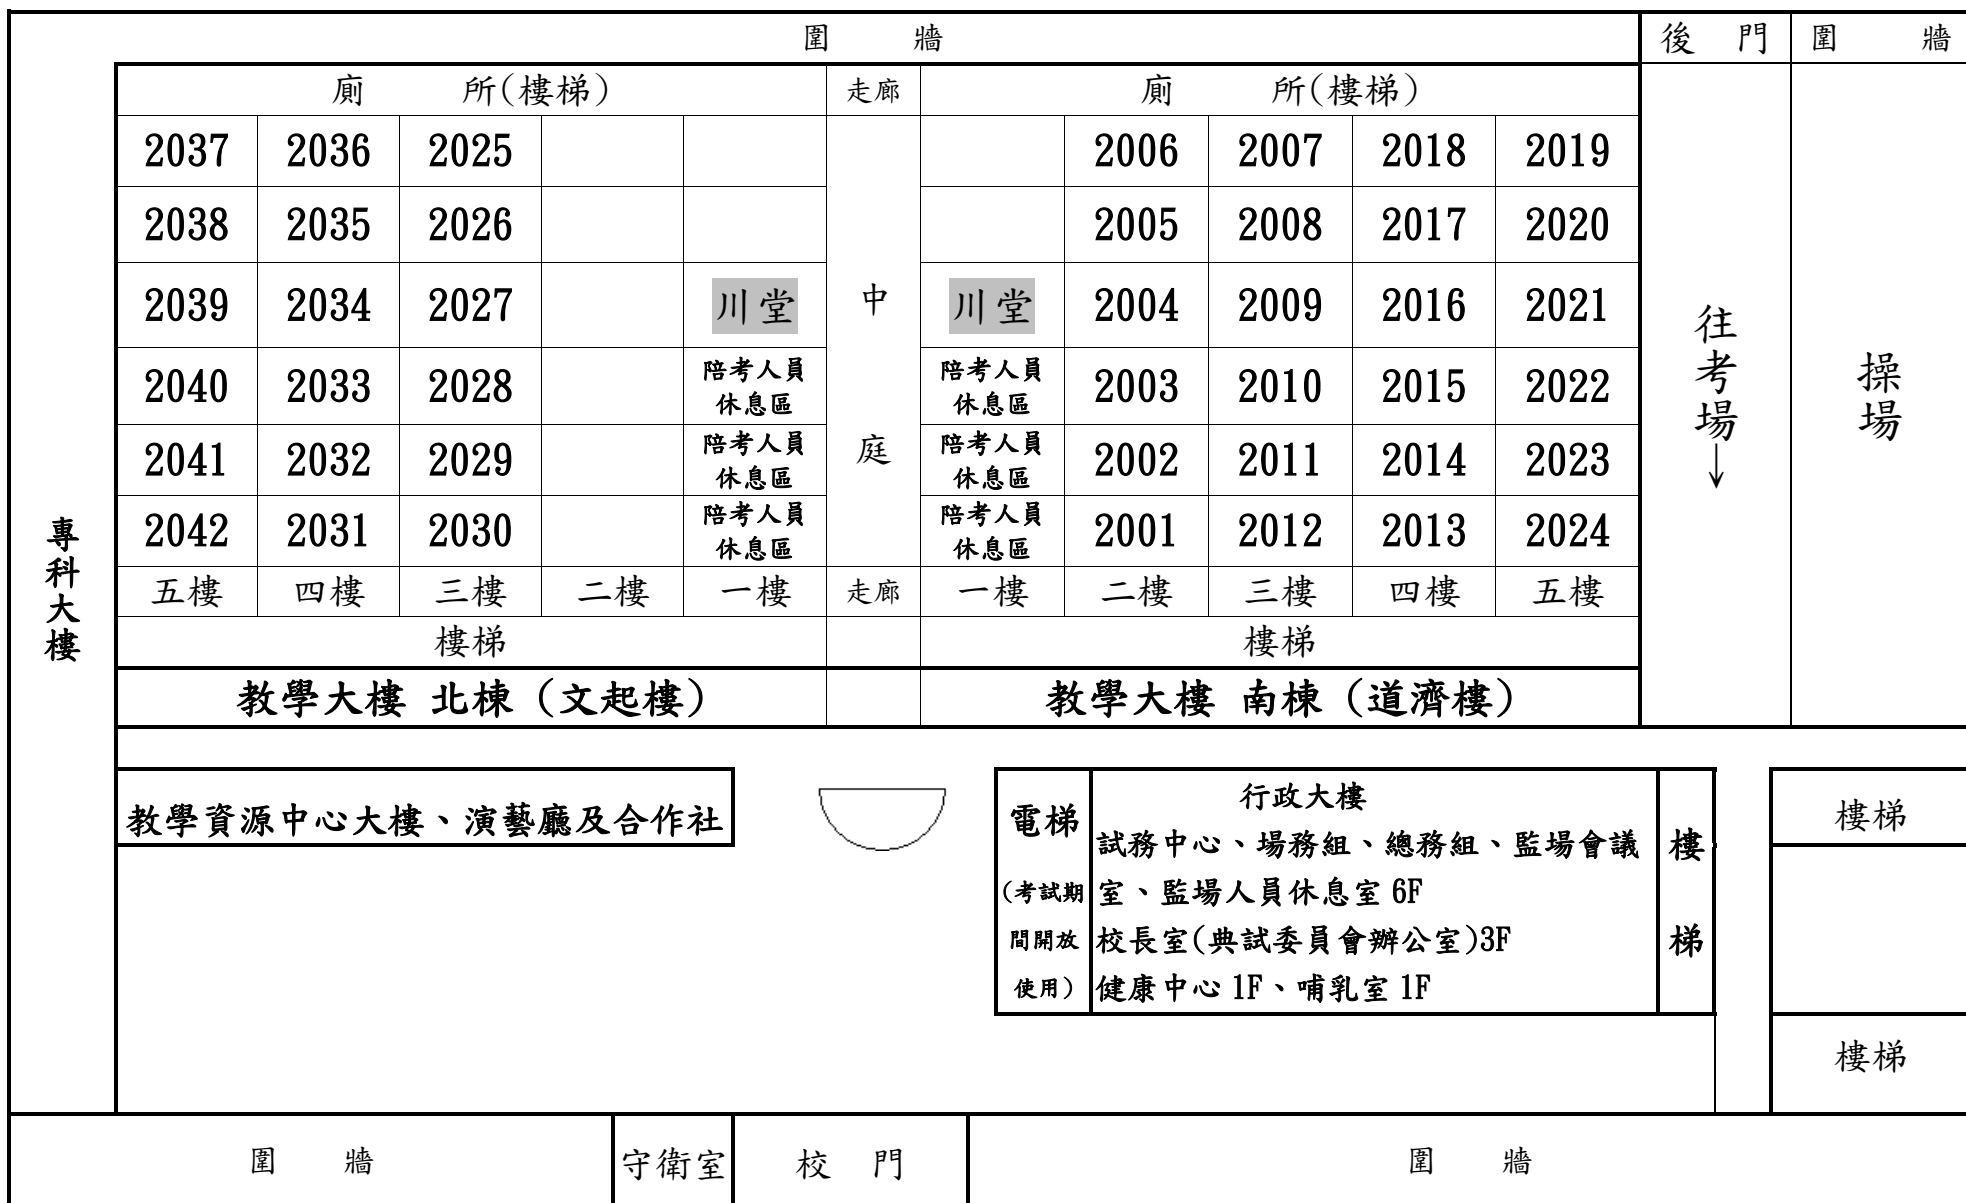 圍 牆 後 門 圍 牆
廁 所(樓梯) 走廊 廁 所(樓梯)
2037 2036 2025 2006 2007 2018 2019
2038 2035 2026 2005 2008 2017 2020
2039 2034 2027 川堂 中 川堂 2004 2009 2016 2021
2040 2033 2028 陪考人員 陪考人員 2003 2010 2015 2022
休息區 休息區
2041 2032 2029 陪考人員 庭 陪考人員 2002 2011 2014 2023
休息區 休息區
2042 2031 2030 陪考人員 陪考人員 2001 2012 2013 2024
休息區 休息區
五樓 四樓 三樓 二樓 一樓 走廊 一樓 二樓 三樓 四樓 五樓
樓梯 樓梯
教學大樓 北棟（文起樓） 教學大樓 南棟（道濟樓）
專科大樓
往考場↓
操場
教學資源中心大樓、演藝廳及合作社
電梯
(考試期
間開放
使用)
行政大樓
試務中心、場務組、總務組、監場會議
室、監場人員休息室 6F
校長室(典試委員會辦公室)3F
健康中心 1F、哺乳室 1F
樓梯
樓梯
樓梯
圍 牆 守衛室 校 門 圍 牆